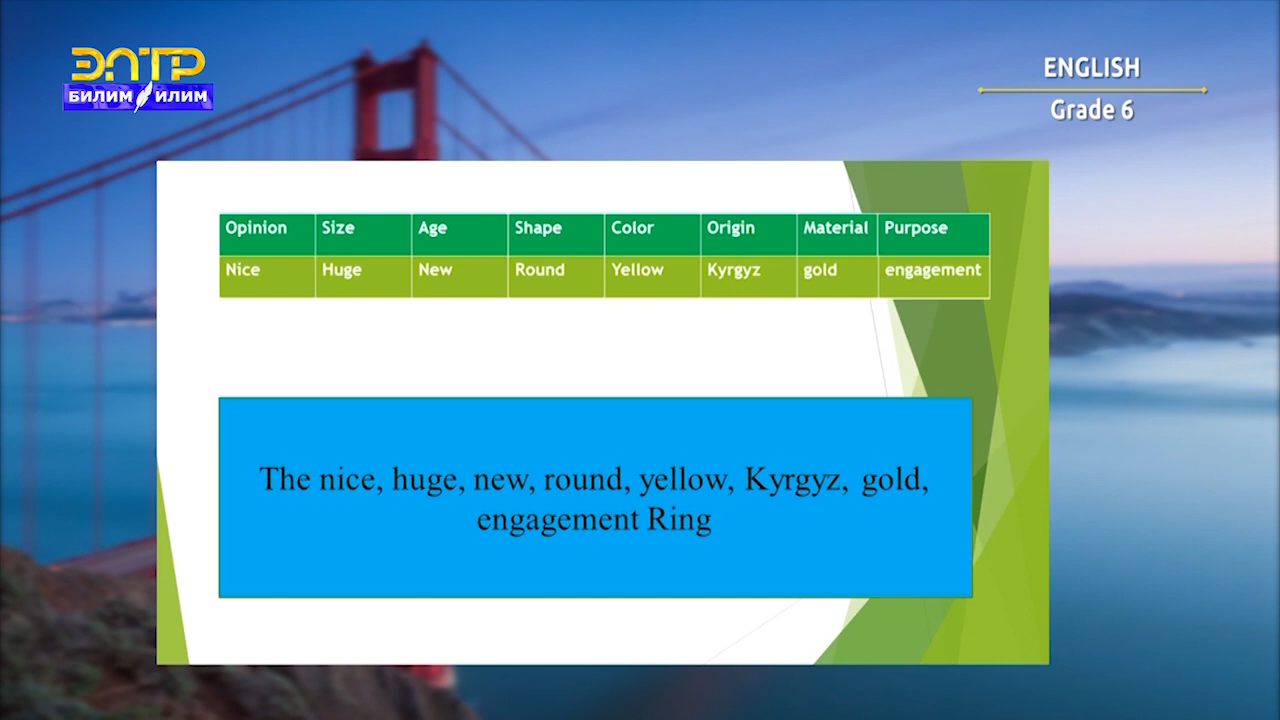 ЭЛТР
БИЛИМ ИЛИМ
ENGLISH
Grade 6
Opinion Size Age Shape Color Origin Material Purpose
Nice Huge New Round Yellow Kyrgyz gold engagement
The nice, huge, new, round, yellow, Kyrgyz, gold,
engagement Ring